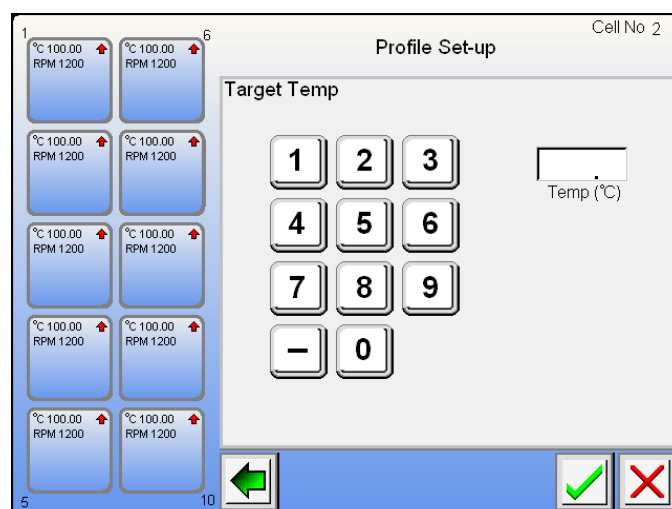 1
6
°C 100.00
RPM 1200
°C 100.00
RPM 1200
°C 100.00
RPM 1200
°C 100.00
RPM 1200
°C 100.00
RPM 1200
°C 100.00
RPM 1200
°C 100.00
RPM 1200
°C 100.00
RPM 1200
°C 100.00
RPM 1200
°C 100.00
RPM 1200
5
10
Cell No 2
Profile Set-up
Target Temp
1 2 3
4 5 6
7 8 9
– 0
.
Temp (°C)